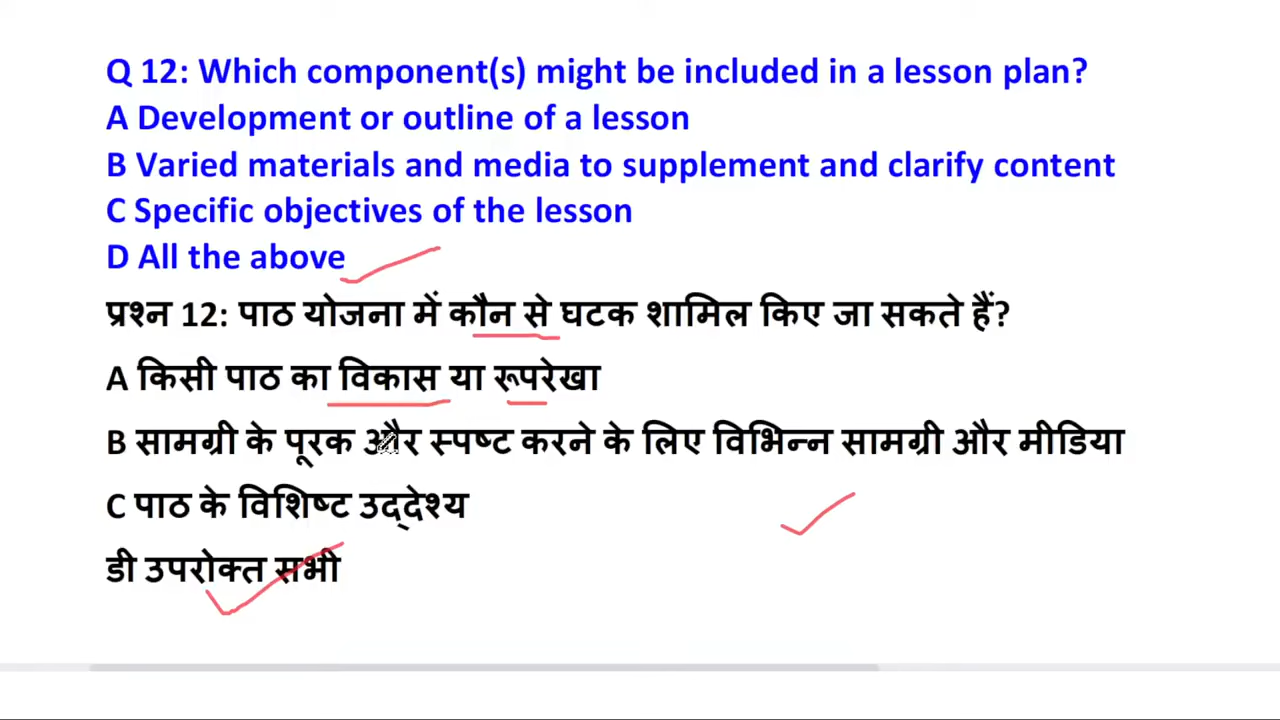 Q 12: Which component(s) might be included in a lesson plan?
A Development or outline of a lesson
B Varied materials and media to supplement and clarify content
C Specific objectives of the lesson
D All the above
प्रश्न 12: पाठ योजना में कौन से घटक शामिल किए जा सकते हैं?
A किसी पाठ का विकास या रूपरेखा
B सामग्री के पूरक और स्पष्ट करने के लिए विभिन्न सामग्री और मीडिया
C पाठ के विशिष्ट उद्देश्य
डी उपरोक्त सभी